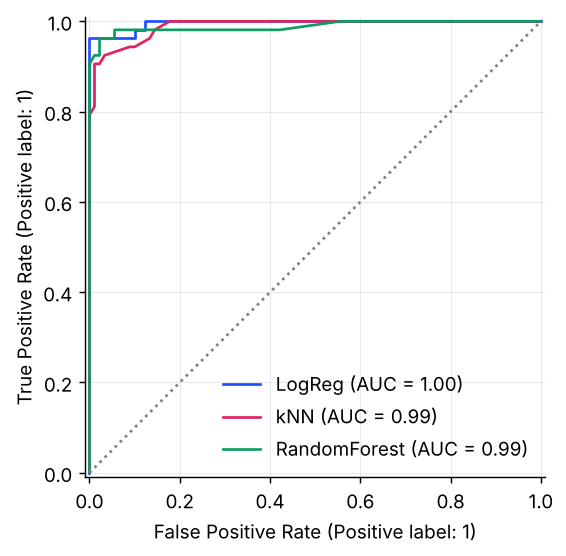 1.0
0.8
0.6
0.4
0.2
0.0
True Positive Rate (Positive label: 1)
LogReg (AUC = 1.00)
kNN (AUC = 0.99)
RandomForest (AUC = 0.99)
0.0 0.2 0.4 0.6 0.8 1.0
False Positive Rate (Positive label: 1)